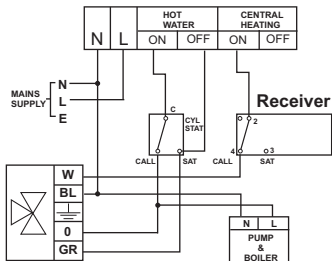 HOT WATER
CENTRAL HEATING
N L ON OFF ON OFF
MAINS SUPPLY
N
L
E
Receiver
C
CYL STAT
2
4
3
CALL SAT
CALL SAT
W
BL
0
GR
N L
PUMP
&
BOILER